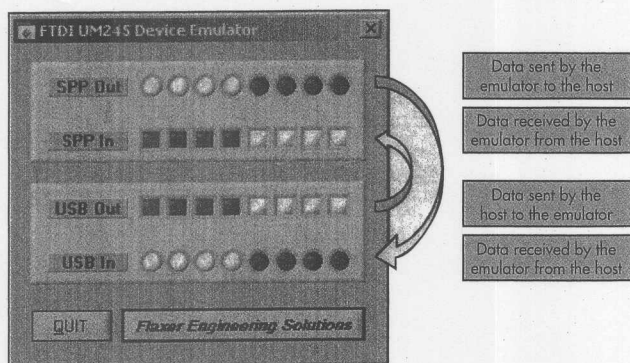 FTDI UM245 Device Emulator
SPP Out
SPP In
USB Out
USB In
QUIT
Flaxer Engineering Solutions
Data sent by the
emulator to the host
Data received by the
emulator from the host
Data sent by the
host to the emulator
Data received by the
emulator from the host